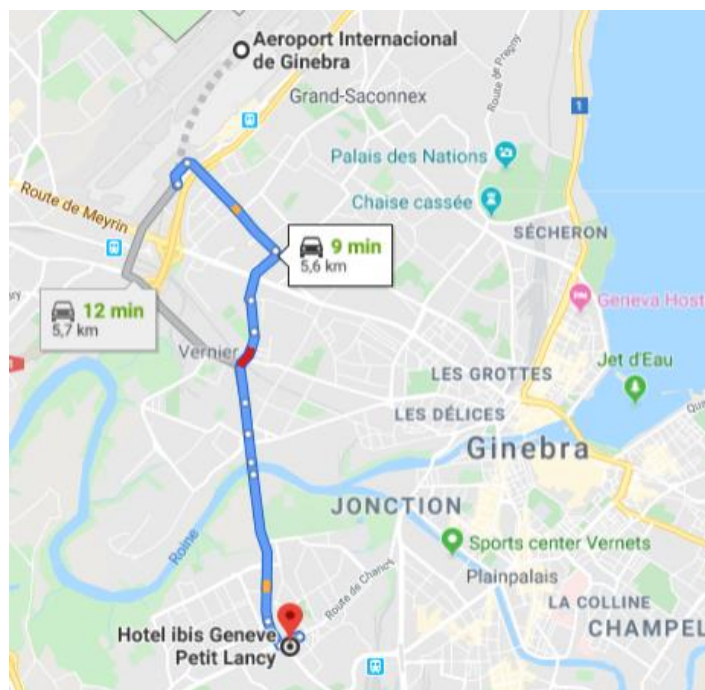 Aeroport Internacional
de Ginebra
Grand-Saconnex
Route de Pregny
1
Palais des Nations
Route de Meyrin
Chaise cassée
SÉCHERON
9 min
5,6 km
12 min
5,7 km
Geneva Host
Vernier
Jet d'Eau
LES GROTTES
LES DÉLICES
Ginebra
JONCTION
Roine
Sports center Vernets
Plainpalais
Route de Chancy
LA COLLINE
CHAMPEL
Hotel ibis Geneve
Petit Lancy